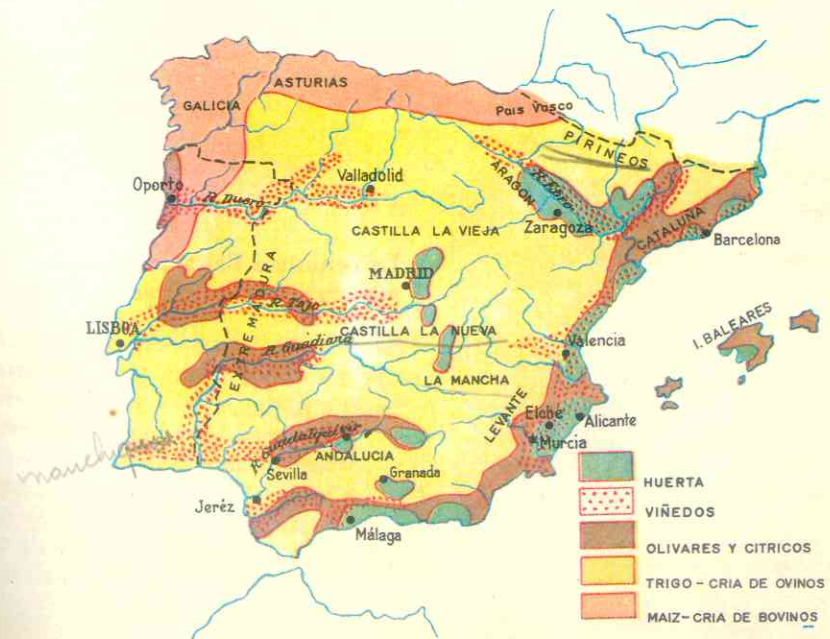 ASTURIAS
GALICIA
País Vasco
PIRINEOS
Oporto
R. Duero
Valladolid
ARAGON
R. Ebro
Zaragoza
CATALUÑA
Barcelona
CASTILLA LA VIEJA
MADRID
LISBOA
R. Tajo
EXTREMADURA
CASTILLA LA NUEVA
R. Guadiana
Valencia
I. BALEARES
LA MANCHA
LEVANTE
Elche
Alicante
Murcia
R. Guadalquivir
ANDALUCIA
Sevilla
Granada
Jeréz
Málaga
HUERTA
VIÑEDOS
OLIVARES Y CITRICOS
TRIGO - CRIA DE OVINOS
MAIZ-CRIA DE BOVINOS